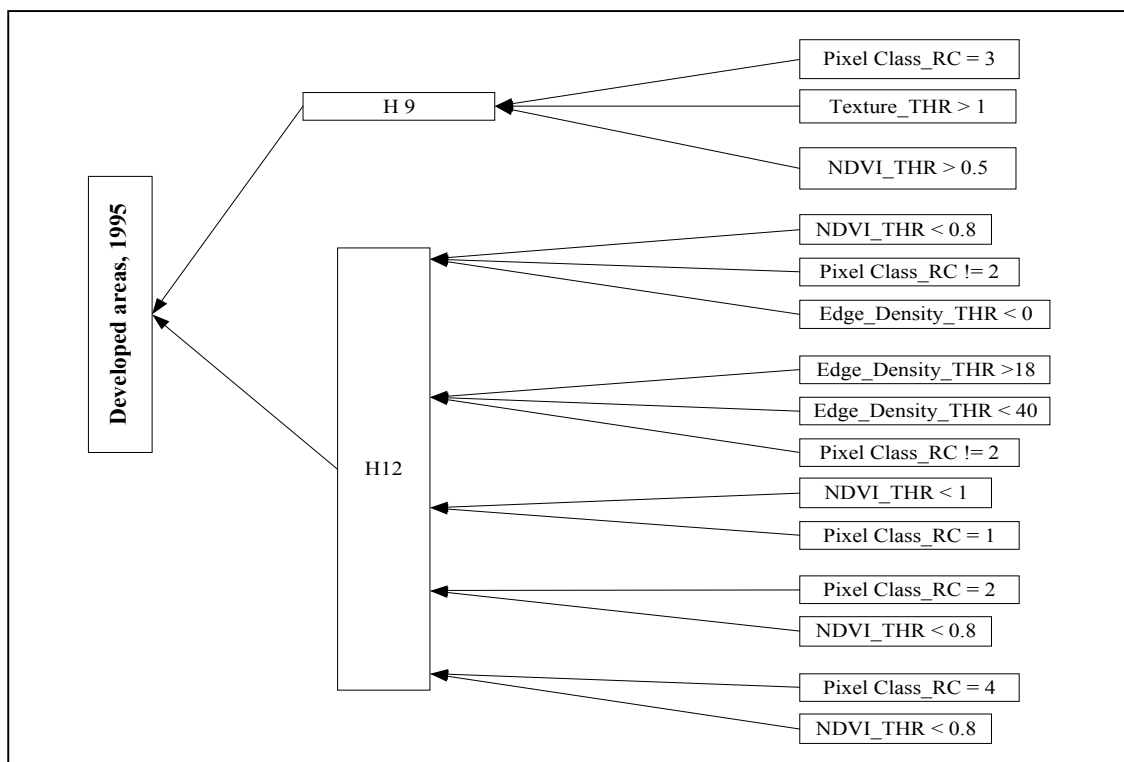 Developed areas, 1995
H 9
Pixel Class_RC = 3
Texture_THR > 1
NDVI_THR > 0.5
H12
NDVI_THR < 0.8
Pixel Class_RC != 2
Edge_Density_THR < 0
Edge_Density_THR >18
Edge_Density_THR < 40
Pixel Class_RC != 2
NDVI_THR < 1
Pixel Class_RC = 1
Pixel Class_RC = 2
NDVI_THR < 0.8
Pixel Class_RC = 4
NDVI_THR < 0.8